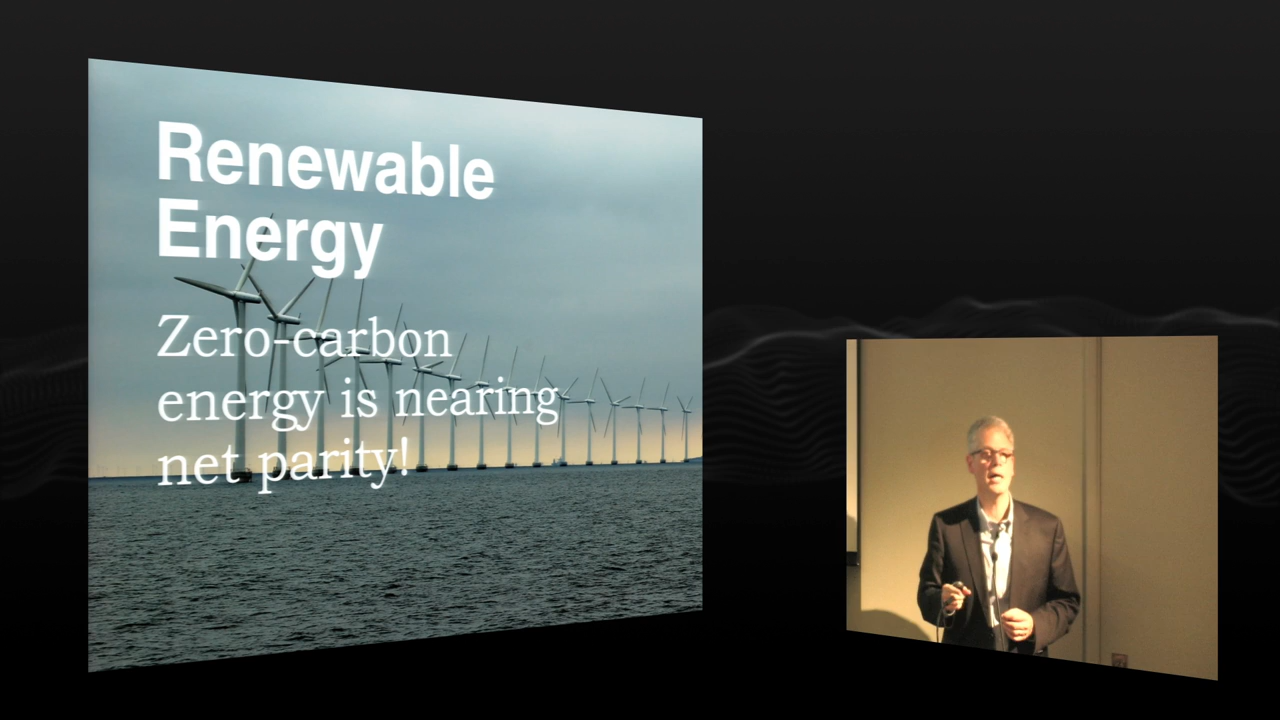 Renewable
Energy
Zero-carbon
energy is nearing
net parity!